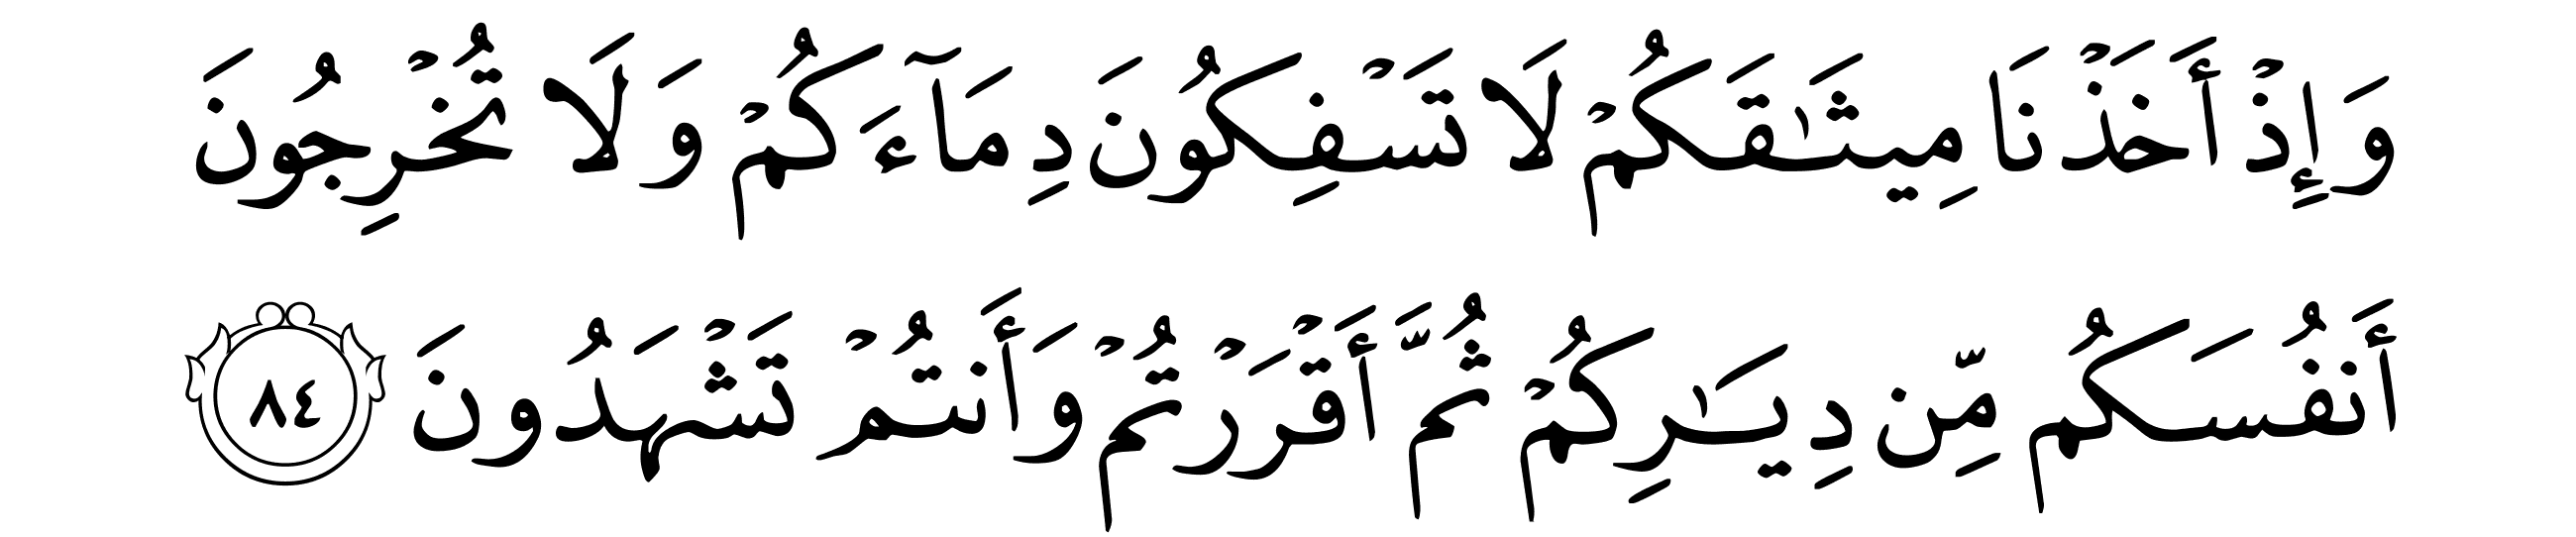 وَإِذْ أَخَذْنَا مِيثَٰقَكُمْ لَا تَسْفِكُونَ دِمَآءَكُمْ وَلَا تُخْرِجُونَ
أَنفُسَكُم مِّن دِيَٰرِكُمْ ثُمَّ أَقْرَرْتُمْ وَأَنتُمْ تَشْهَدُونَ ٨٤